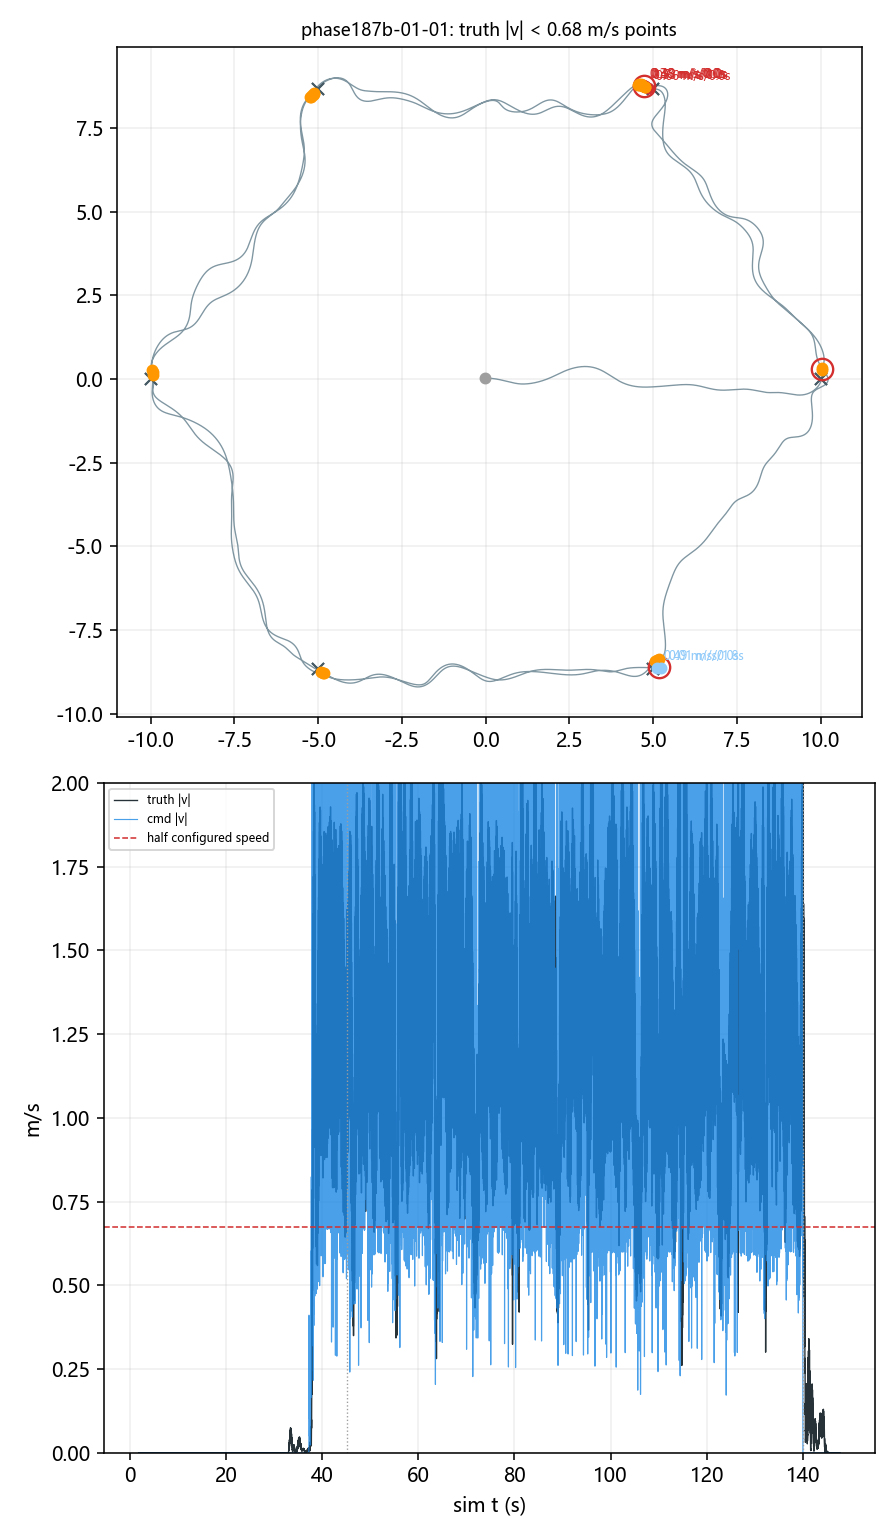 phase187b-01-01: truth |v| < 0.68 m/s points
7.5
5.0
2.5
0.0
-2.5
-5.0
-7.5
-10.0
-10.0 -7.5 -5.0 -2.5 0.0 2.5 5.0 7.5 10.0
2.00
truth |v|
cmd |v|
half configured speed
1.75
1.50
1.25
1.00
0.75
0.50
0.25
0.00
m/s
0 20 40 60 80 100 120 140
sim t (s)